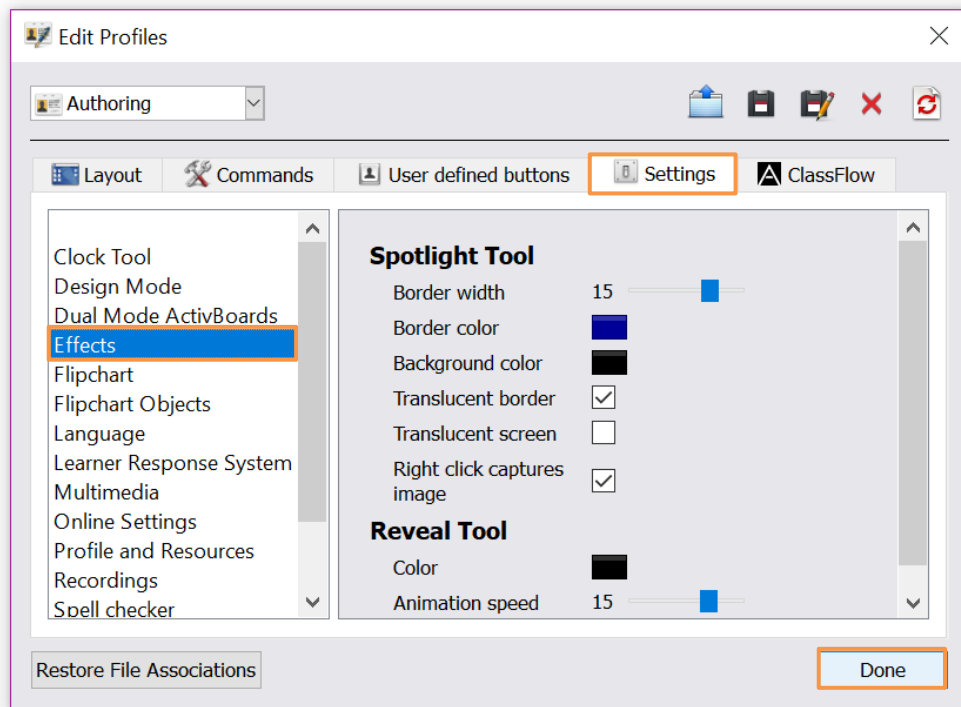 Edit Profiles
Authoring
Layout
Commands
User defined buttons
Settings
ClassFlow
Clock Tool
Design Mode
Dual Mode ActivBoards
Effects
Flipchart
Flipchart Objects
Language
Learner Response System
Multimedia
Online Settings
Profile and Resources
Recordings
Spell checker
Spotlight Tool
Border width 15
Border color
Background color
Translucent border
Translucent screen
Right click captures
image
Reveal Tool
Color
Animation speed 15
Restore File Associations
Done